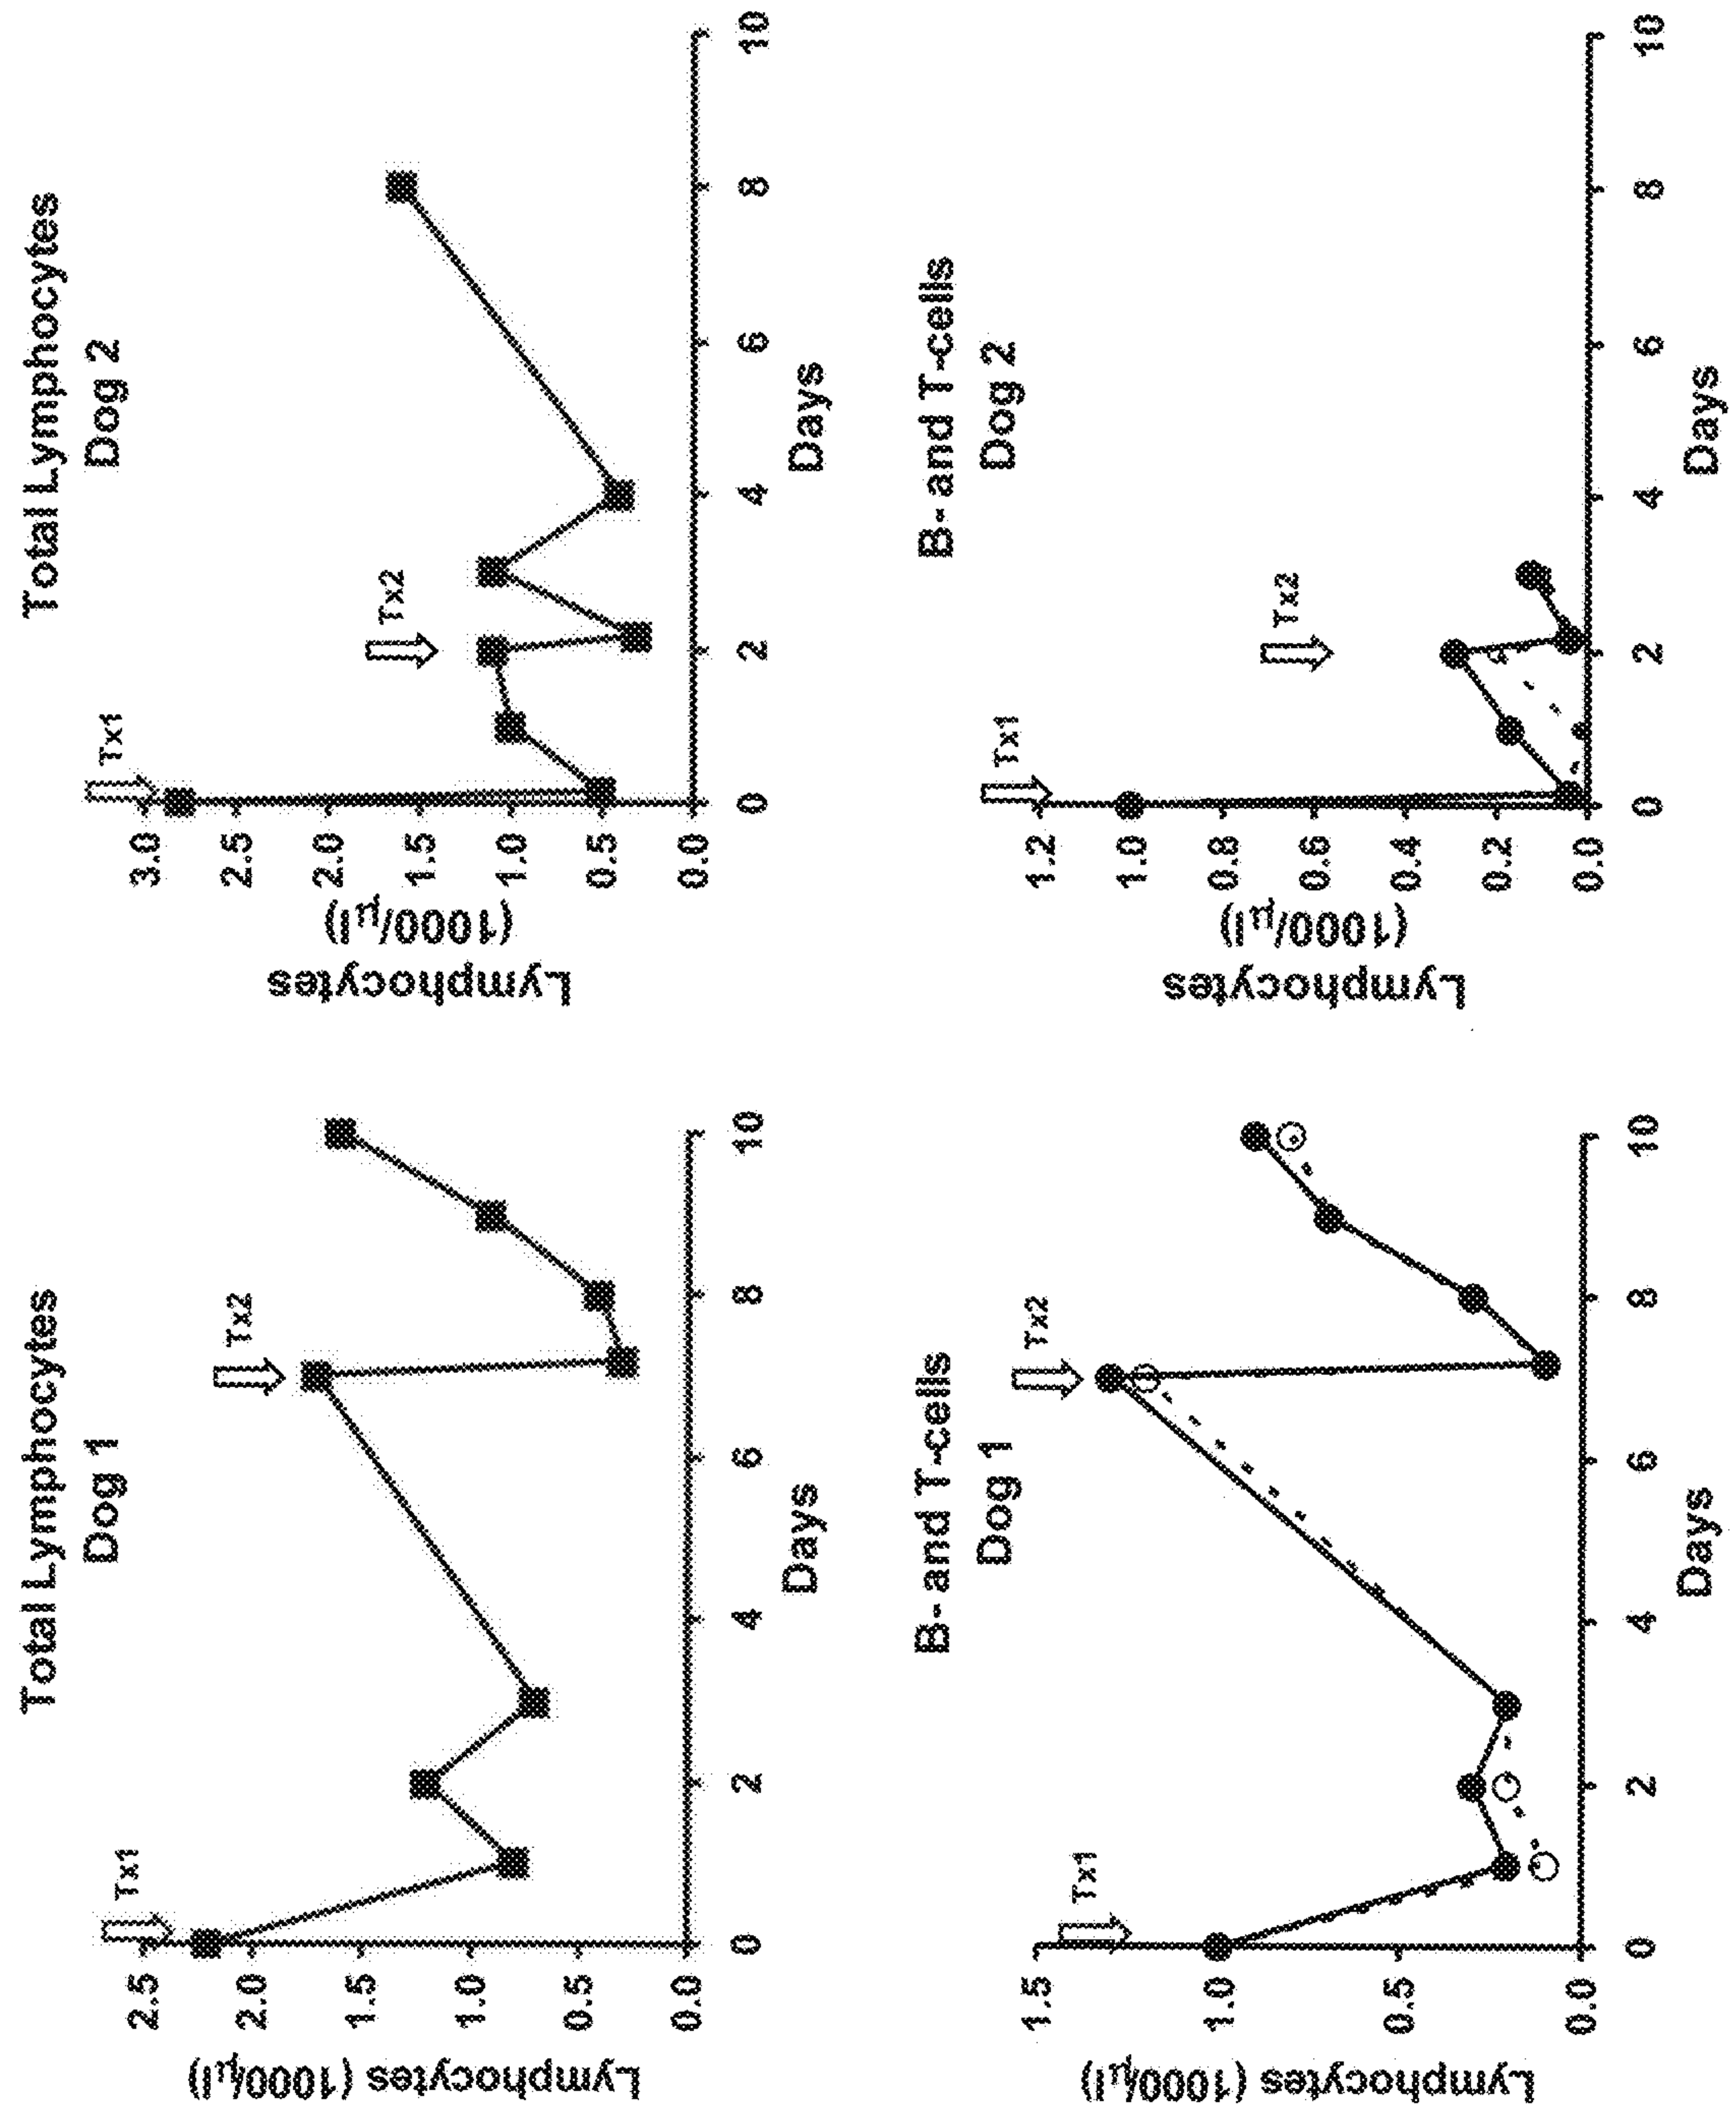 Total Lymphocytes
Dog 1
Tx1
Tx2
Lymphocytes (1000/µl)
2.5
2.0
1.5
1.0
0.5
0.0
0 2 4 6 8 10
Days
Total Lymphocytes
Dog 2
Tx1
Tx2
Lymphocytes
(1000/µl)
3.0
2.5
2.0
1.5
1.0
0.5
0.0
0 2 4 6 8 10
Days
B- and T-cells
Dog 1
Tx1
Tx2
Lymphocytes (1000/µl)
1.5
1.0
0.5
0.0
0 2 4 6 8 10
Days
B- and T-cells
Dog 2
Tx1
Tx2
Lymphocytes
(1000/µl)
1.2
1.0
0.8
0.6
0.4
0.2
0.0
0 2 4 6 8 10
Days